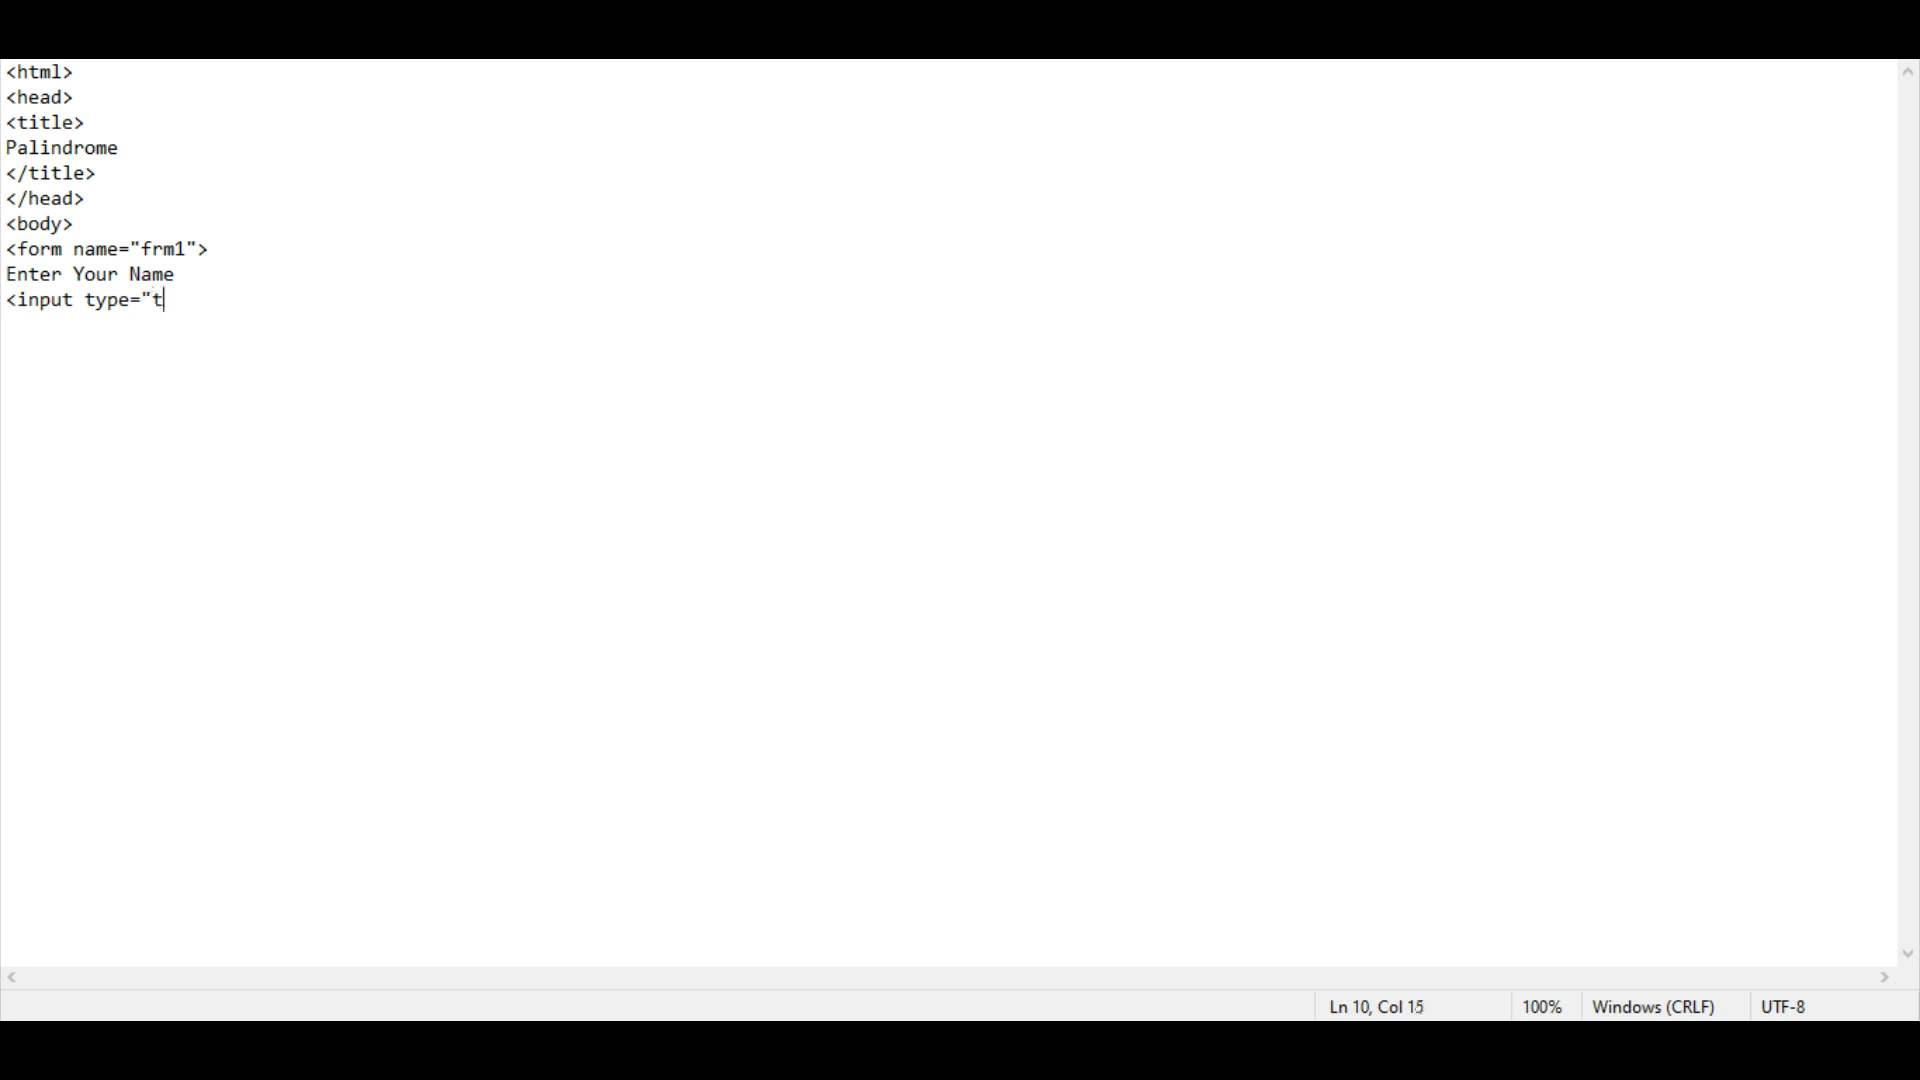 <html>
<head>
<title>
Palindrome
</title>
</head>
<body>
<form name="frm1">
Enter Your Name
<input type="t
Ln 10, Col 15
100%
Windows (CRLF)
UTF-8